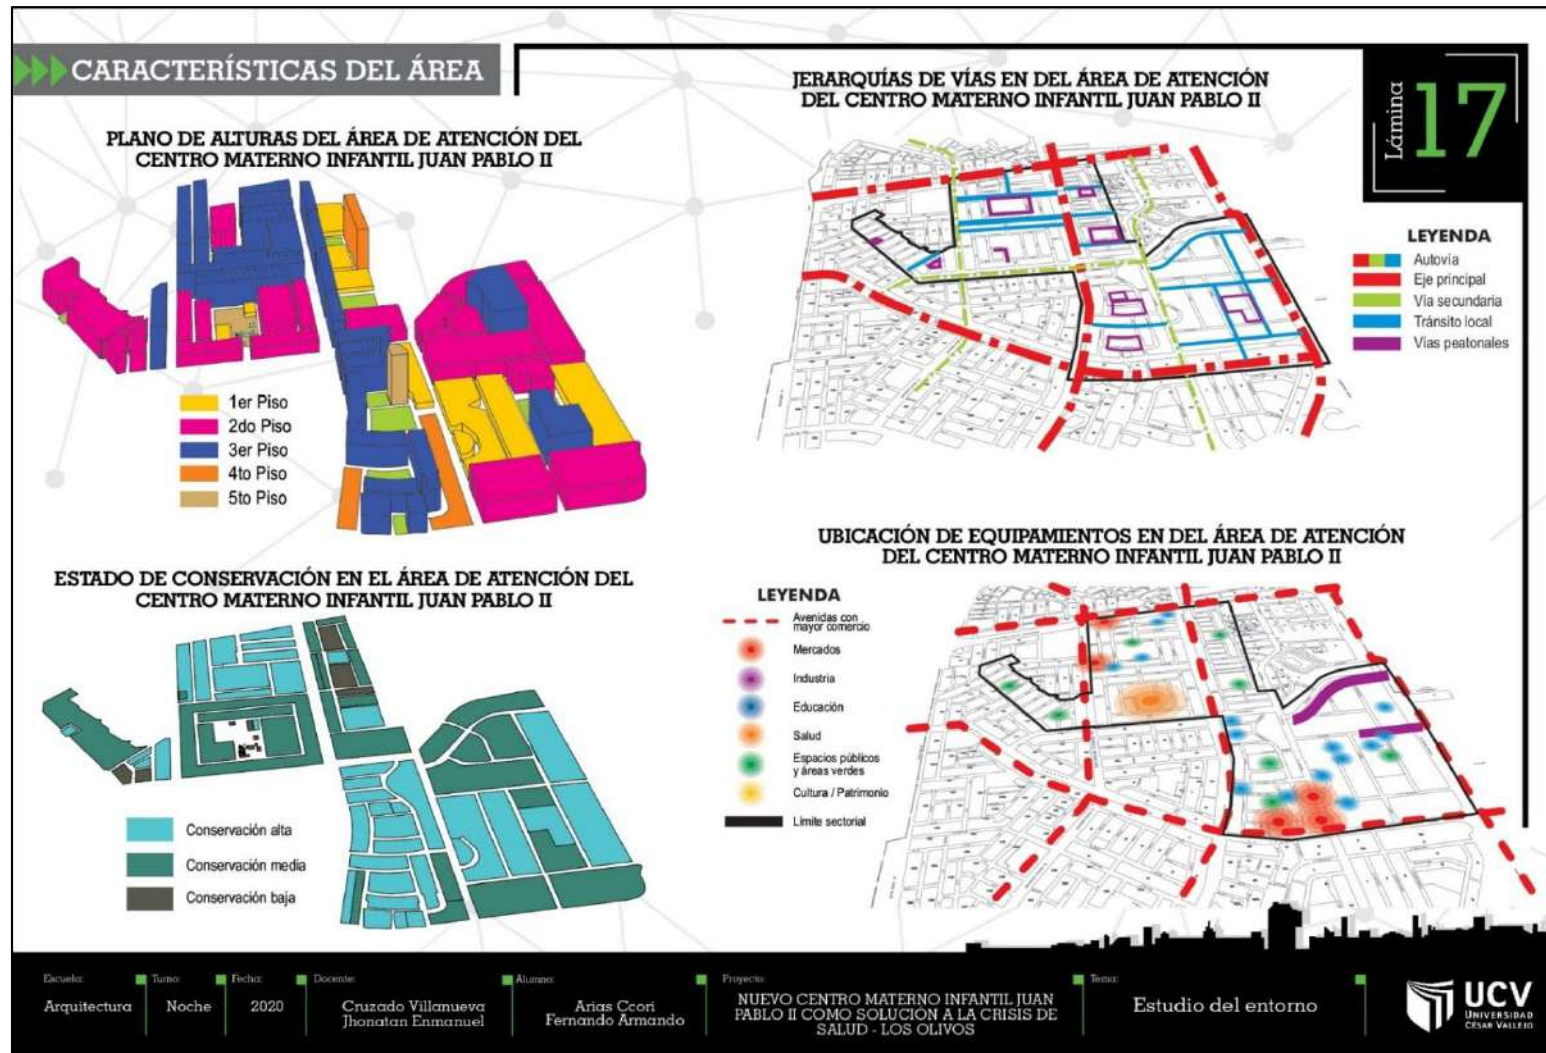 CARACTERÍSTICAS DEL ÁREA
PLANO DE ALTURAS DEL ÁREA DE ATENCIÓN DEL
CENTRO MATERNO INFANTIL JUAN PABLO II
1er Piso
2do Piso
3er Piso
4to Piso
5to Piso
JERARQUÍAS DE VÍAS EN DEL ÁREA DE ATENCIÓN
DEL CENTRO MATERNO INFANTIL JUAN PABLO II
Lámina
17
LEYENDA
Autovía
Eje principal
Vía secundaria
Tránsito local
Vías peatonales
ESTADO DE CONSERVACIÓN EN EL ÁREA DE ATENCIÓN DEL
CENTRO MATERNO INFANTIL JUAN PABLO II
Conservación alta
Conservación media
Conservación baja
UBICACIÓN DE EQUIPAMIENTOS EN DEL ÁREA DE ATENCIÓN
DEL CENTRO MATERNO INFANTIL JUAN PABLO II
LEYENDA
Avenidas con
mayor comercio
Mercados
Industria
Educación
Salud
Espacios públicos
y áreas verdes
Cultura / Patrimonio
Límite sectorial
Escuela:
Arquitectura
Turno:
Noche
Fecha:
2020
Docente:
Cruzado Villanueva
Jhonatan Enmanuel
Alumno:
Arias Ccori
Fernando Armando
Proyecto:
NUEVO CENTRO MATERNO INFANTIL JUAN
PABLO II COMO SOLUCIÓN A LA CRISIS DE
SALUD - LOS OLIVOS
Tema:
Estudio del entorno
UCV
UNIVERSIDAD
CÉSAR VALLEJO